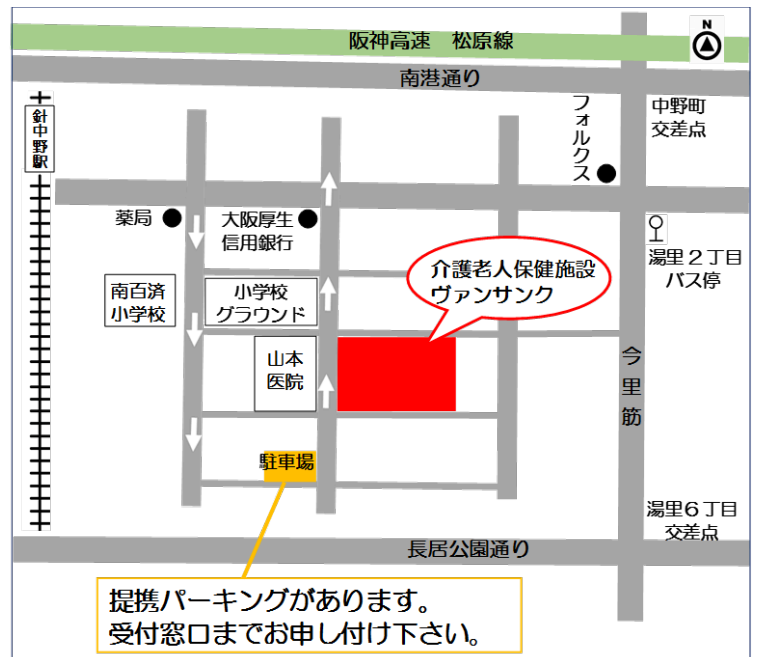 阪神高速 松原線
N
南港通り
針中野駅
フォルクス
中野町
交差点
薬局
大阪厚生
信用銀行
湯里２丁目
バス停
介護老人保健施設
ヴァンサンク
南百済
小学校
小学校
グラウンド
山本
医院
今里筋
駐車場
湯里６丁目
交差点
長居公園通り
提携パーキングがあります。
受付窓口までお申し付け下さい。